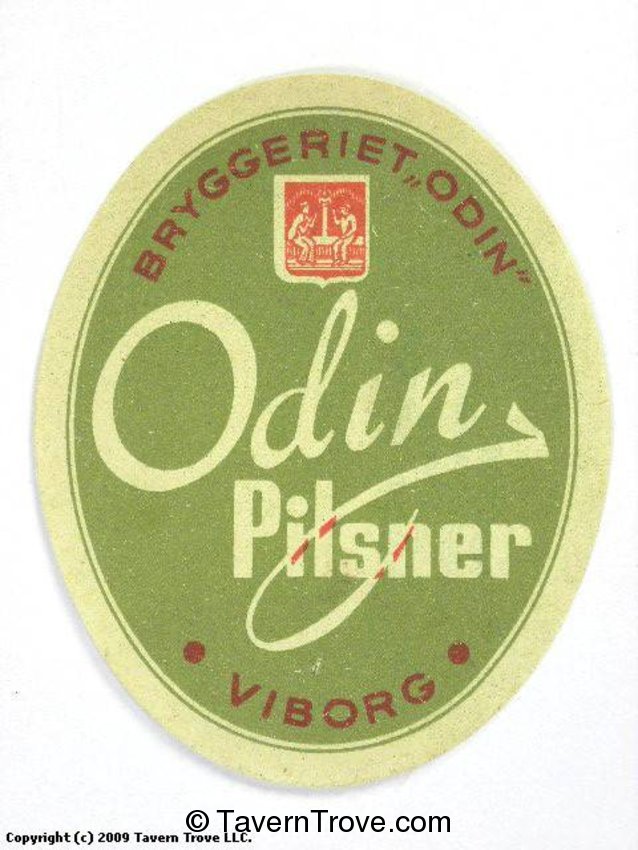 BRYGGERIET „ODIN”
Odin
Pilsner
• VIBORG •
© TavernTrove.com
Copyright (c) 2009 Tavern Trove LLC.